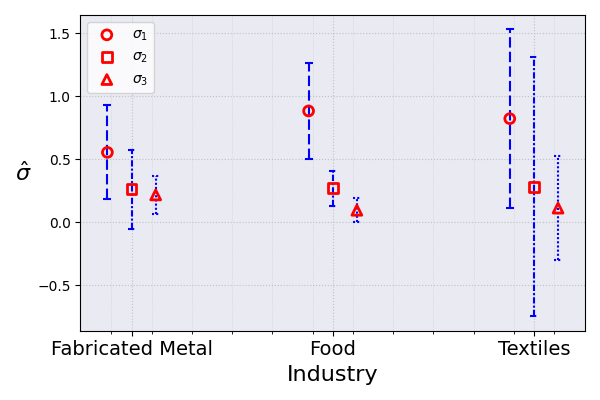 1.5
1.0
0.5
0.0
−0.5
σ̂
σ₁
σ₂
σ₃
Fabricated Metal
Food
Textiles
Industry